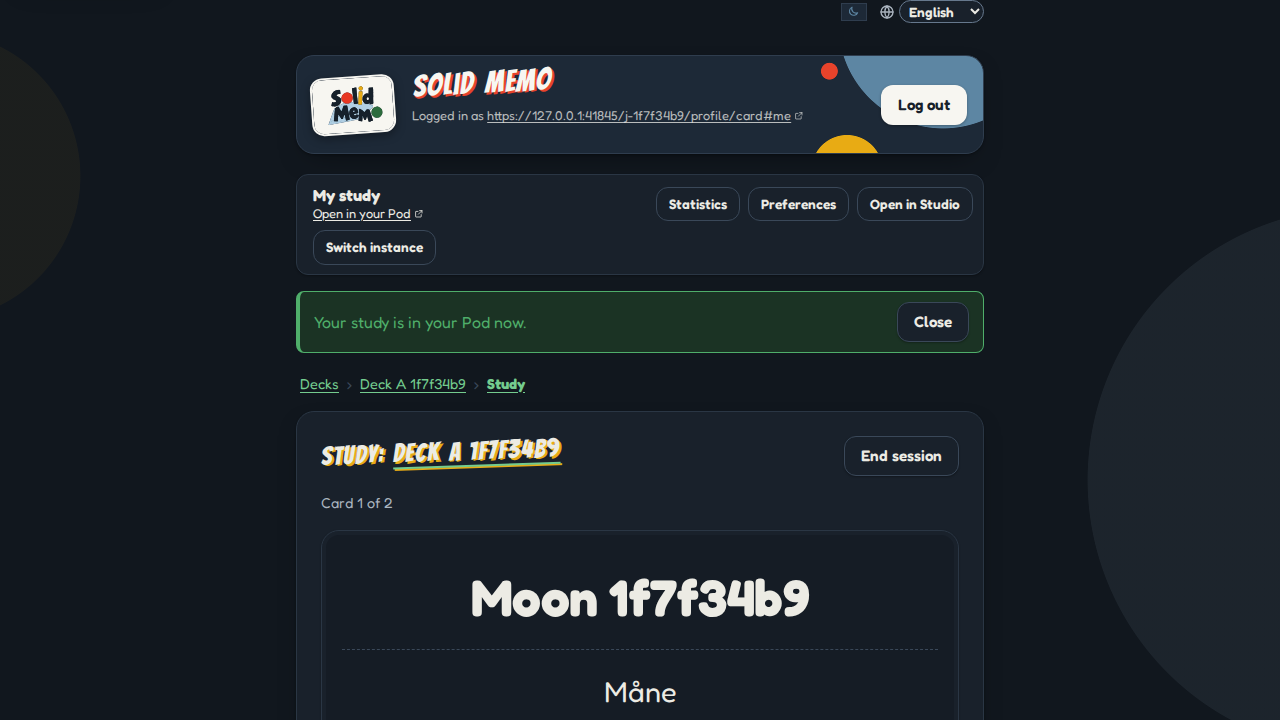 English
Solid Memo
SOLID MEMO
Logged in as https://127.0.0.1:41845/j-1f7f34b9/profile/card#me
Log out
My study
Open in your Pod
Statistics
Preferences
Open in Studio
Switch instance
Your study is in your Pod now.
Close
Decks › Deck A 1f7f34b9 › Study
STUDY: DECK A 1F7F34B9
End session
Card 1 of 2
Moon 1f7f34b9
Måne